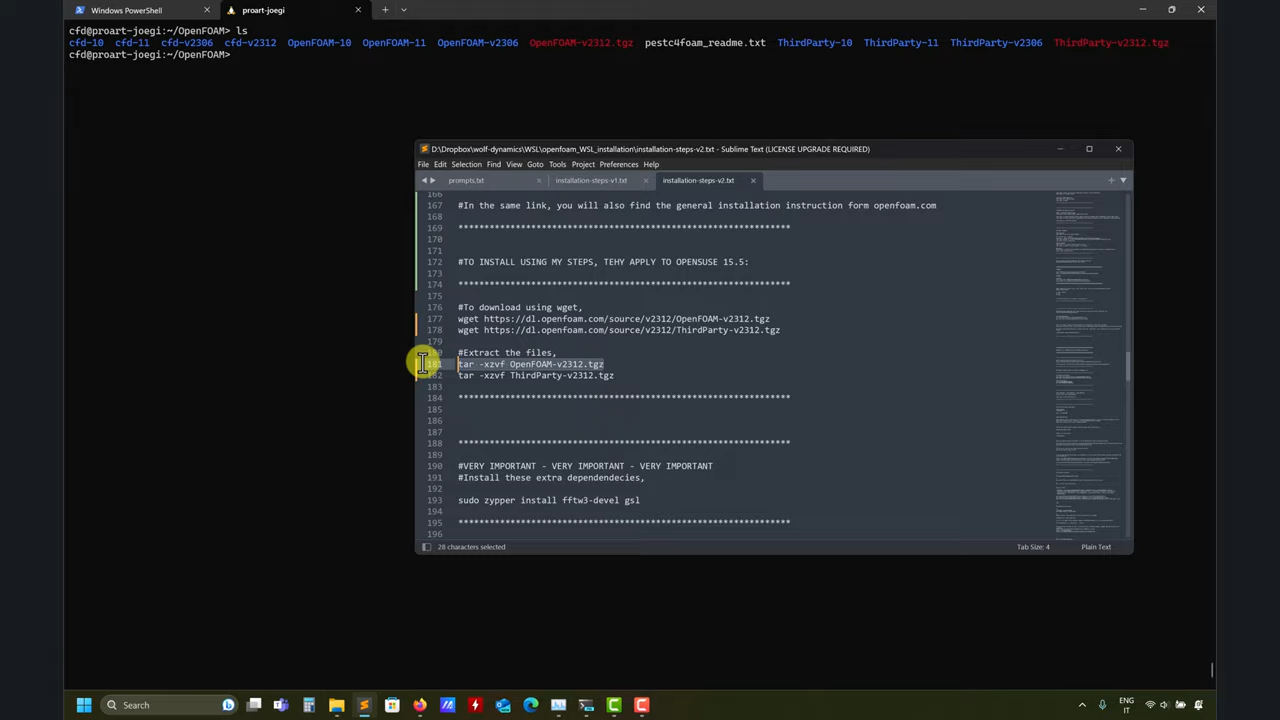 Windows PowerShell
proart-joegi
cfd@proart-joegi:~/OpenFOAM> ls
cfd-10 cfd-11 cfd-v2306 cfd-v2312 OpenFOAM-10 OpenFOAM-11 OpenFOAM-v2306 OpenFOAM-v2312.tgz pestc4foam_readme.txt ThirdParty-10 ThirdParty-11 ThirdParty-v2306 ThirdParty-v2312.tgz
cfd@proart-joegi:~/OpenFOAM>
D:\Dropbox\wolf-dynamics\WSL\openfoam_WSL_installation\installation-steps-v2.txt - Sublime Text (LICENSE UPGRADE REQUIRED)
File Edit Selection Find View Goto Tools Project Preferences Help
prompts.txt installation-steps-v1.txt installation-steps-v2.txt
166
167 #In the same link, you will also find the general installation instruction form openfoam.com
168
169 *****************************************************************************
170
171
172 #TO INSTALL USING MY STEPS, TEHY APPLY TO OPENSUSE 15.5:
173
174 *****************************************************************************
175
176 #To download using wget,
177 wget https://dl.openfoam.com/source/v2312/OpenFOAM-v2312.tgz
178 wget https://dl.openfoam.com/source/v2312/ThirdParty-v2312.tgz
179
180 #Extract the files,
181 tar -xzvf OpenFOAM-v2312.tgz
182 tar -xzvf ThirdParty-v2312.tgz
183
184 *****************************************************************************
185
186
187
188 *****************************************************************************
189
190 #VERY IMPORTANT - VERY IMPORTANT - VERY IMPORTANT
191 #Install these extra dependendecies,
192
193 sudo zypper install fftw3-devel gsl
194
195 *****************************************************************************
196
28 characters selected Tab Size: 4 Plain Text
Search
ENG
IT